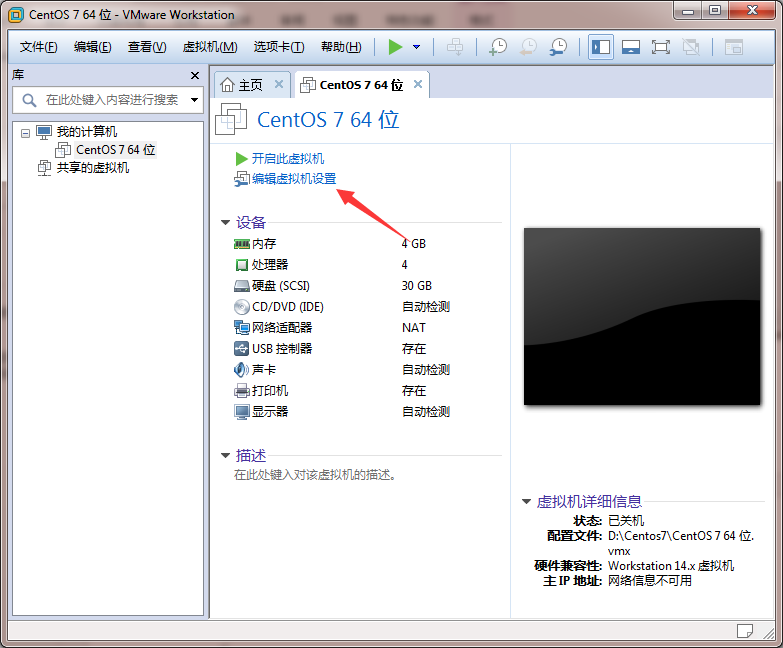 CentOS 7 64 位 - VMware Workstation
文件(F) 编辑(E) 查看(V) 虚拟机(M) 选项卡(T) 帮助(H)
库
在此处键入内容进行搜索
我的计算机
CentOS 7 64 位
共享的虚拟机
主页 CentOS 7 64 位
CentOS 7 64 位
开启此虚拟机
编辑虚拟机设置
设备
内存 4 GB
处理器 4
硬盘 (SCSI) 30 GB
CD/DVD (IDE) 自动检测
网络适配器 NAT
USB 控制器 存在
声卡 自动检测
打印机 存在
显示器 自动检测
描述
在此处键入对该虚拟机的描述。
虚拟机详细信息
状态: 已关机
配置文件: D:\Centos7\CentOS 7 64 位.
vmx
硬件兼容性: Workstation 14.x 虚拟机
主 IP 地址: 网络信息不可用